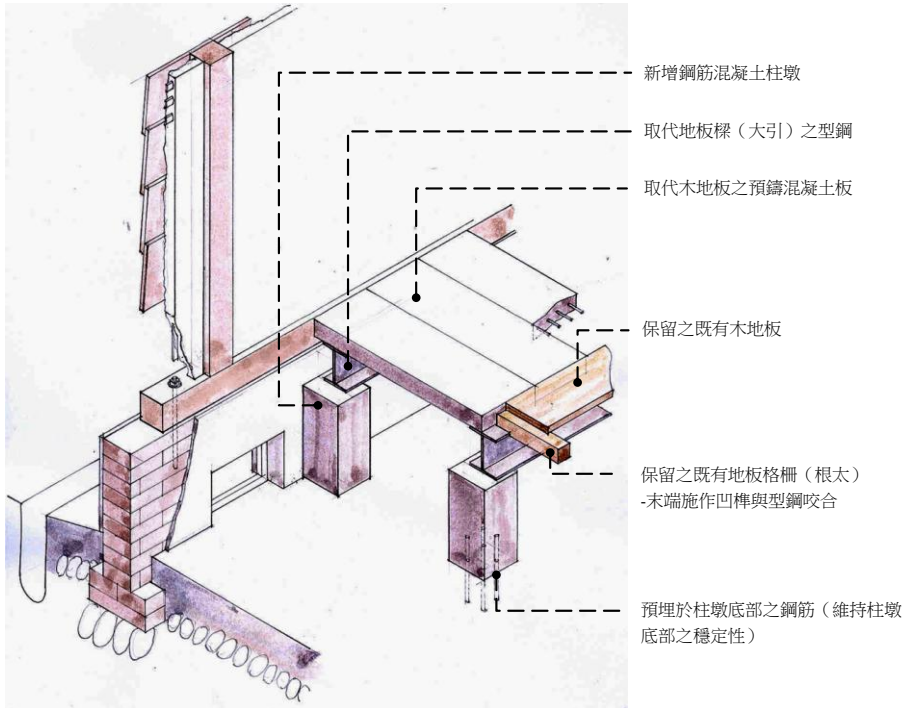 新增鋼筋混凝土柱墩
取代地板樑（大引）之型鋼
取代木地板之預鑄混凝土板
保留之既有木地板
保留之既有地板格柵（根太）
-末端施作凹榫與型鋼咬合
預埋於柱墩底部之鋼筋（維持柱墩
底部之穩定性）